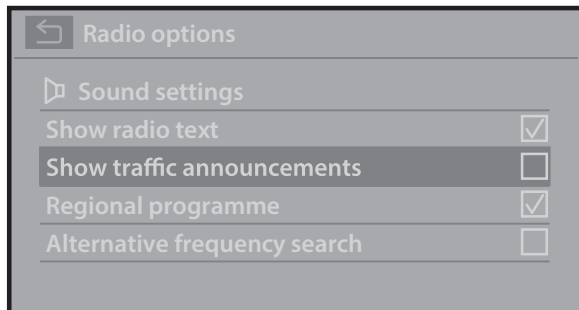 Radio options
Sound settings
Show radio text
Show traffic announcements
Regional programme
Alternative frequency search